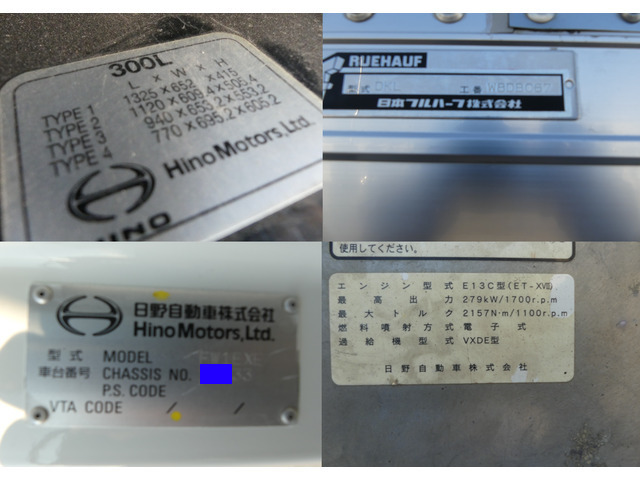 300L
L x W x H
TYPE 1 1325×652×415
TYPE 2 1120×609.4×505.4
TYPE 3 940×653.2×553.2
TYPE 4 770×695.2×605.2
Hino Motors, Ltd.
HINO
RUEHAUF
型式 DKL 工番
日本フルハーフ株式会社
日野自動車株式会社
Hino Motors, Ltd.
型式 MODEL
車台番号 CHASSIS NO.
P.S. CODE
VTA CODE / /
使用してください。
エンジン型式 E13C型(ET-XVII)
最高出力 279kW/1700r.p.m
最大トルク 2157N·m/1100r.p.m
燃料噴射方式 電子式
過給機型式 VXDE型
日野自動車株式会社